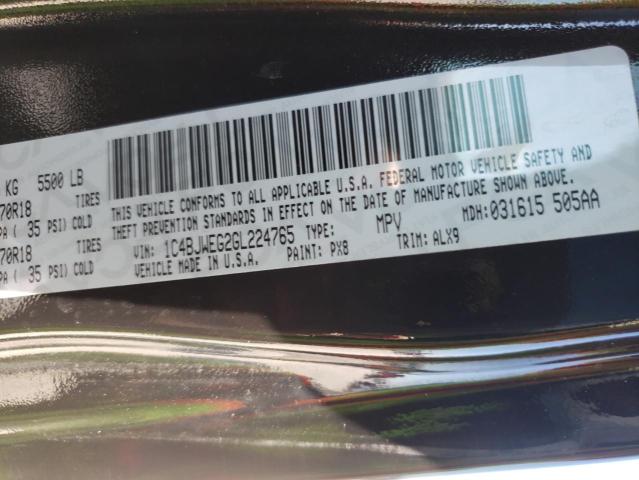 KG 5500 LB
70R18 TIRES
PA ( 35 PSI) COLD
70R18 TIRES
PA ( 35 PSI) COLD
THIS VEHICLE CONFORMS TO ALL APPLICABLE U.S.A. FEDERAL MOTOR VEHICLE SAFETY AND
THEFT PREVENTION STANDARDS IN EFFECT ON THE DATE OF MANUFACTURE SHOWN ABOVE.
VIN: 1C4BJWEG2GL224765 TYPE: MPV MDH:031615 505AA
VEHICLE MADE IN U.S.A. PAINT: PX8 TRIM: ALX9